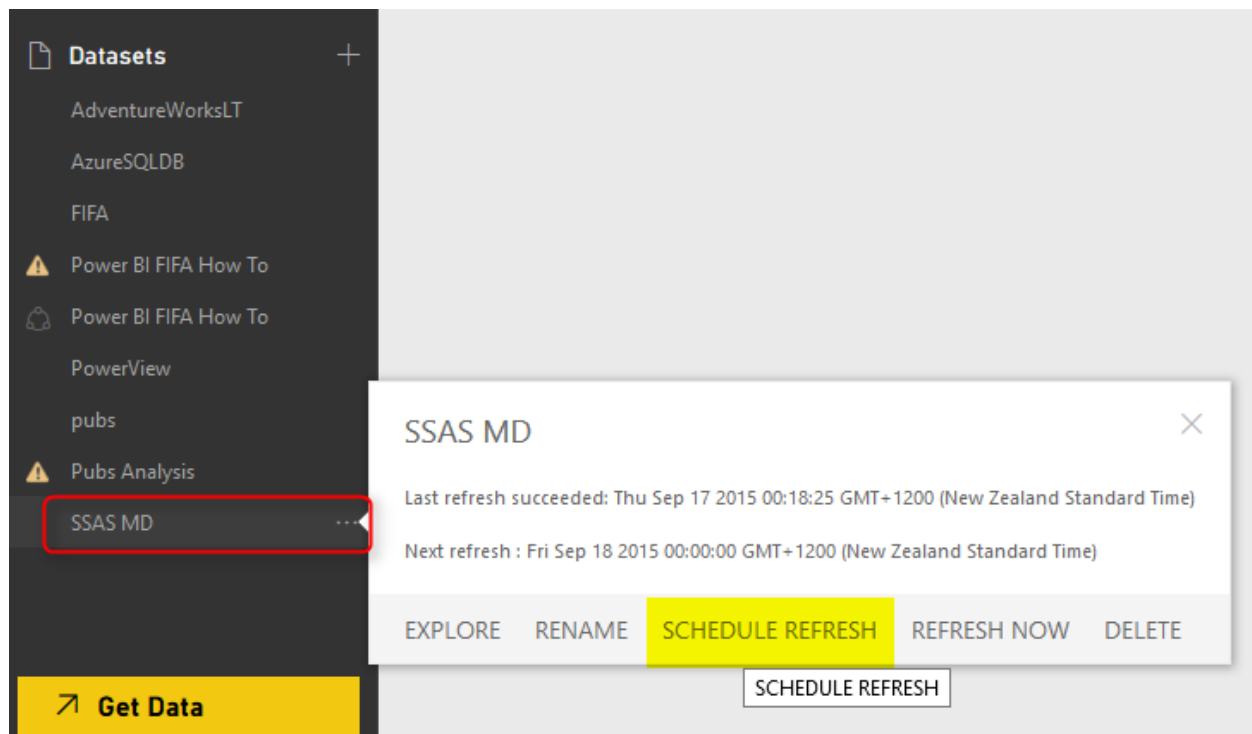 Datasets
AdventureWorksLT
AzureSQLDB
FIFA
Power BI FIFA How To
Power BI FIFA How To
PowerView
pubs
Pubs Analysis
SSAS MD
Get Data
SSAS MD
Last refresh succeeded: Thu Sep 17 2015 00:18:25 GMT+1200 (New Zealand Standard Time)
Next refresh : Fri Sep 18 2015 00:00:00 GMT+1200 (New Zealand Standard Time)
EXPLORE RENAME SCHEDULE REFRESH REFRESH NOW DELETE
SCHEDULE REFRESH